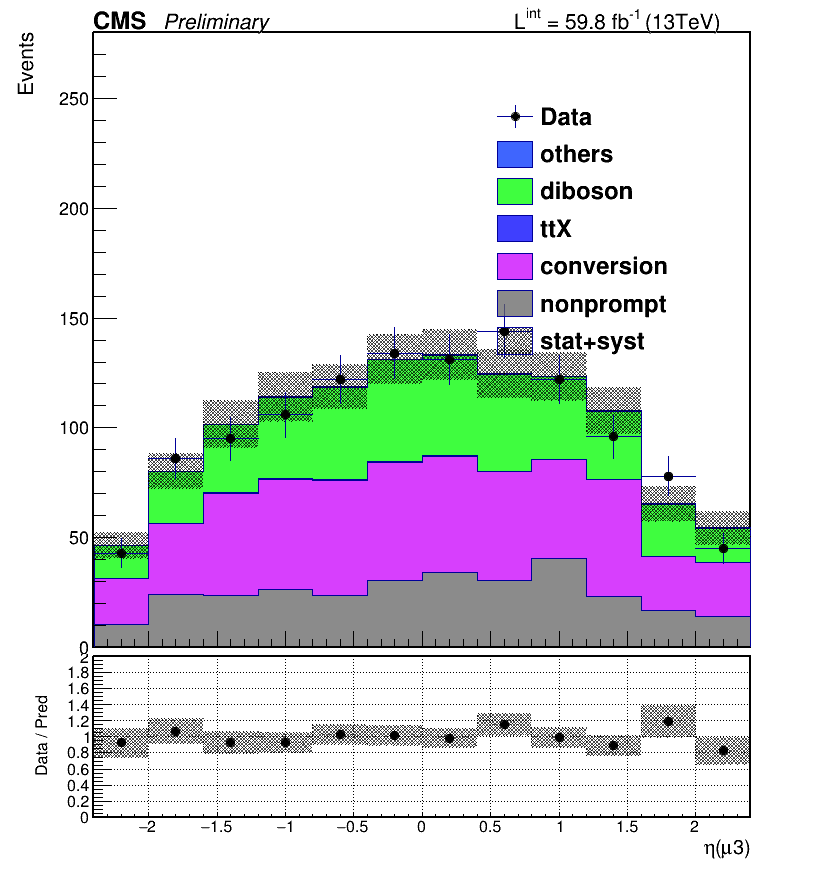 CMS Preliminary L^int = 59.8 fb^-1 (13TeV)
Events
250
200
150
100
50
0
Data
others
diboson
ttX
conversion
nonprompt
stat+syst
Data / Pred
2
1.8
1.6
1.4
1.2
1
0.8
0.6
0.4
0.2
0
−2 −1.5 −1 −0.5 0 0.5 1 1.5 2
η(μ3)